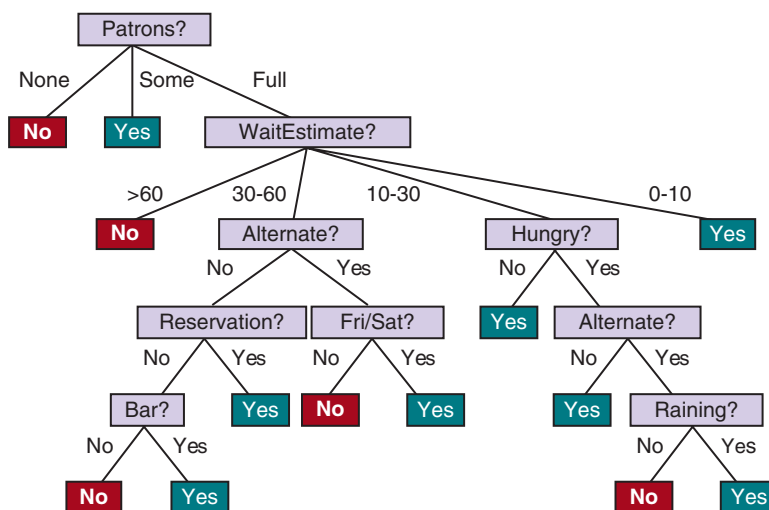 Patrons?
None Some Full
No Yes WaitEstimate?
>60 30-60 10-30 0-10
No Alternate? Hungry? Yes
No Yes No Yes
Reservation? Fri/Sat? Yes Alternate?
No Yes No Yes No Yes
Bar? Yes No Yes Yes Raining?
No Yes No Yes
No Yes No Yes